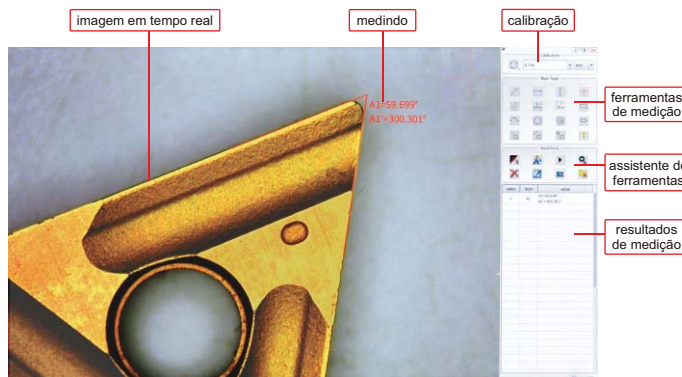 imagem em tempo real
medindo
calibração
A1=59.699°
A1'=300.301°
ferramentas
de medição
assistente de
ferramentas
resultados
de medição